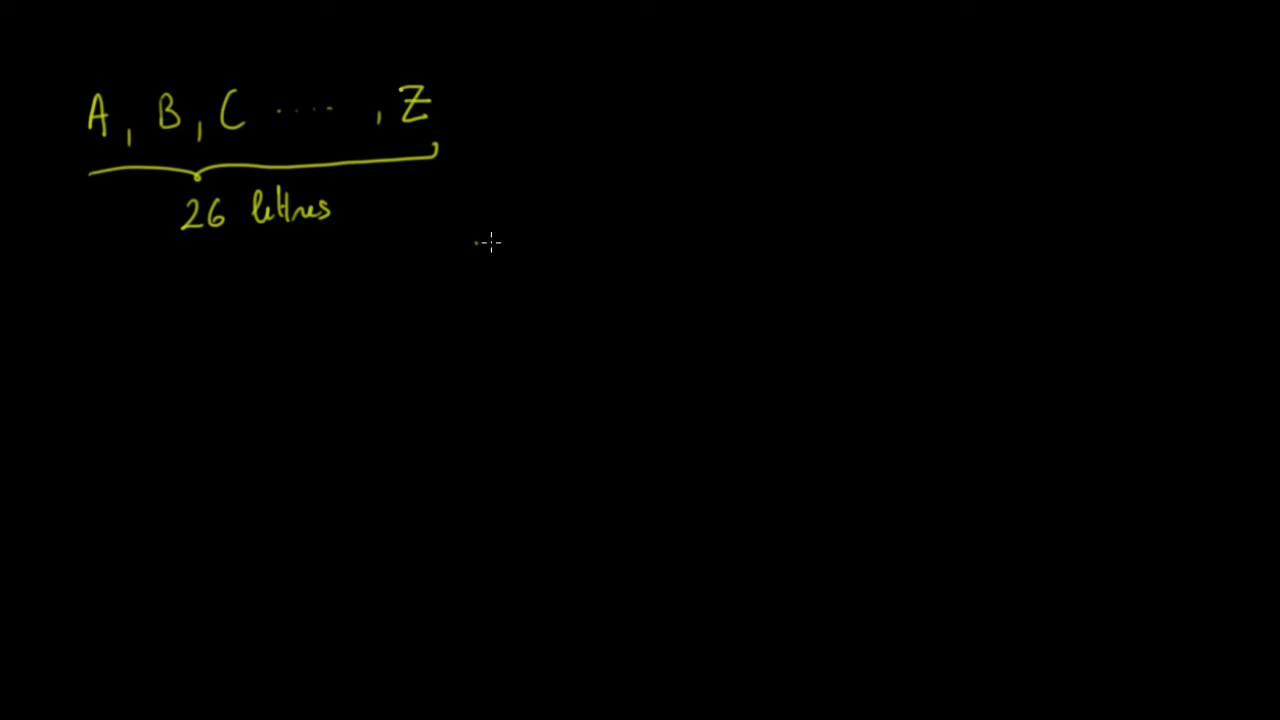 A, B, C ...., Z
26 lettres